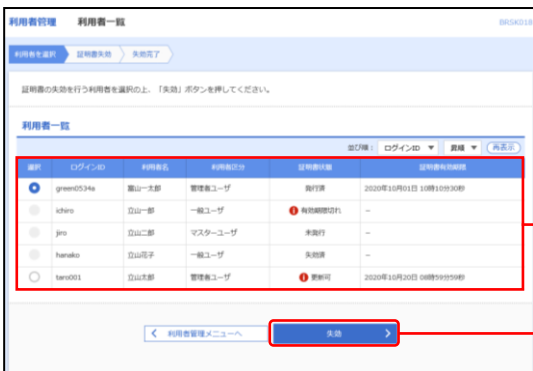 利用者管理 利用者一覧 BRSK018
利用者を選択 証明書失効 失効完了
証明書の失効を行う利用者を選択の上、「失効」ボタンを押してください。
利用者一覧
並び順： ログインID ▼ 昇順 ▼ 再表示
選択 ログインID 利用者名 利用者区分 証明書状態 証明書有効期限
green0534s 富山一太郎 管理者ユーザ 発行済 2020年10月01日 10時10分30秒
ichiro 立山一郎 一般ユーザ 有効期限切れ －
jiro 立山二郎 マスターユーザ 未発行 －
hanako 立山花子 一般ユーザ 失効済 －
taro001 立山太郎 管理者ユーザ 更新可 2020年10月20日 08時59分59秒
利用者管理メニューへ 失効